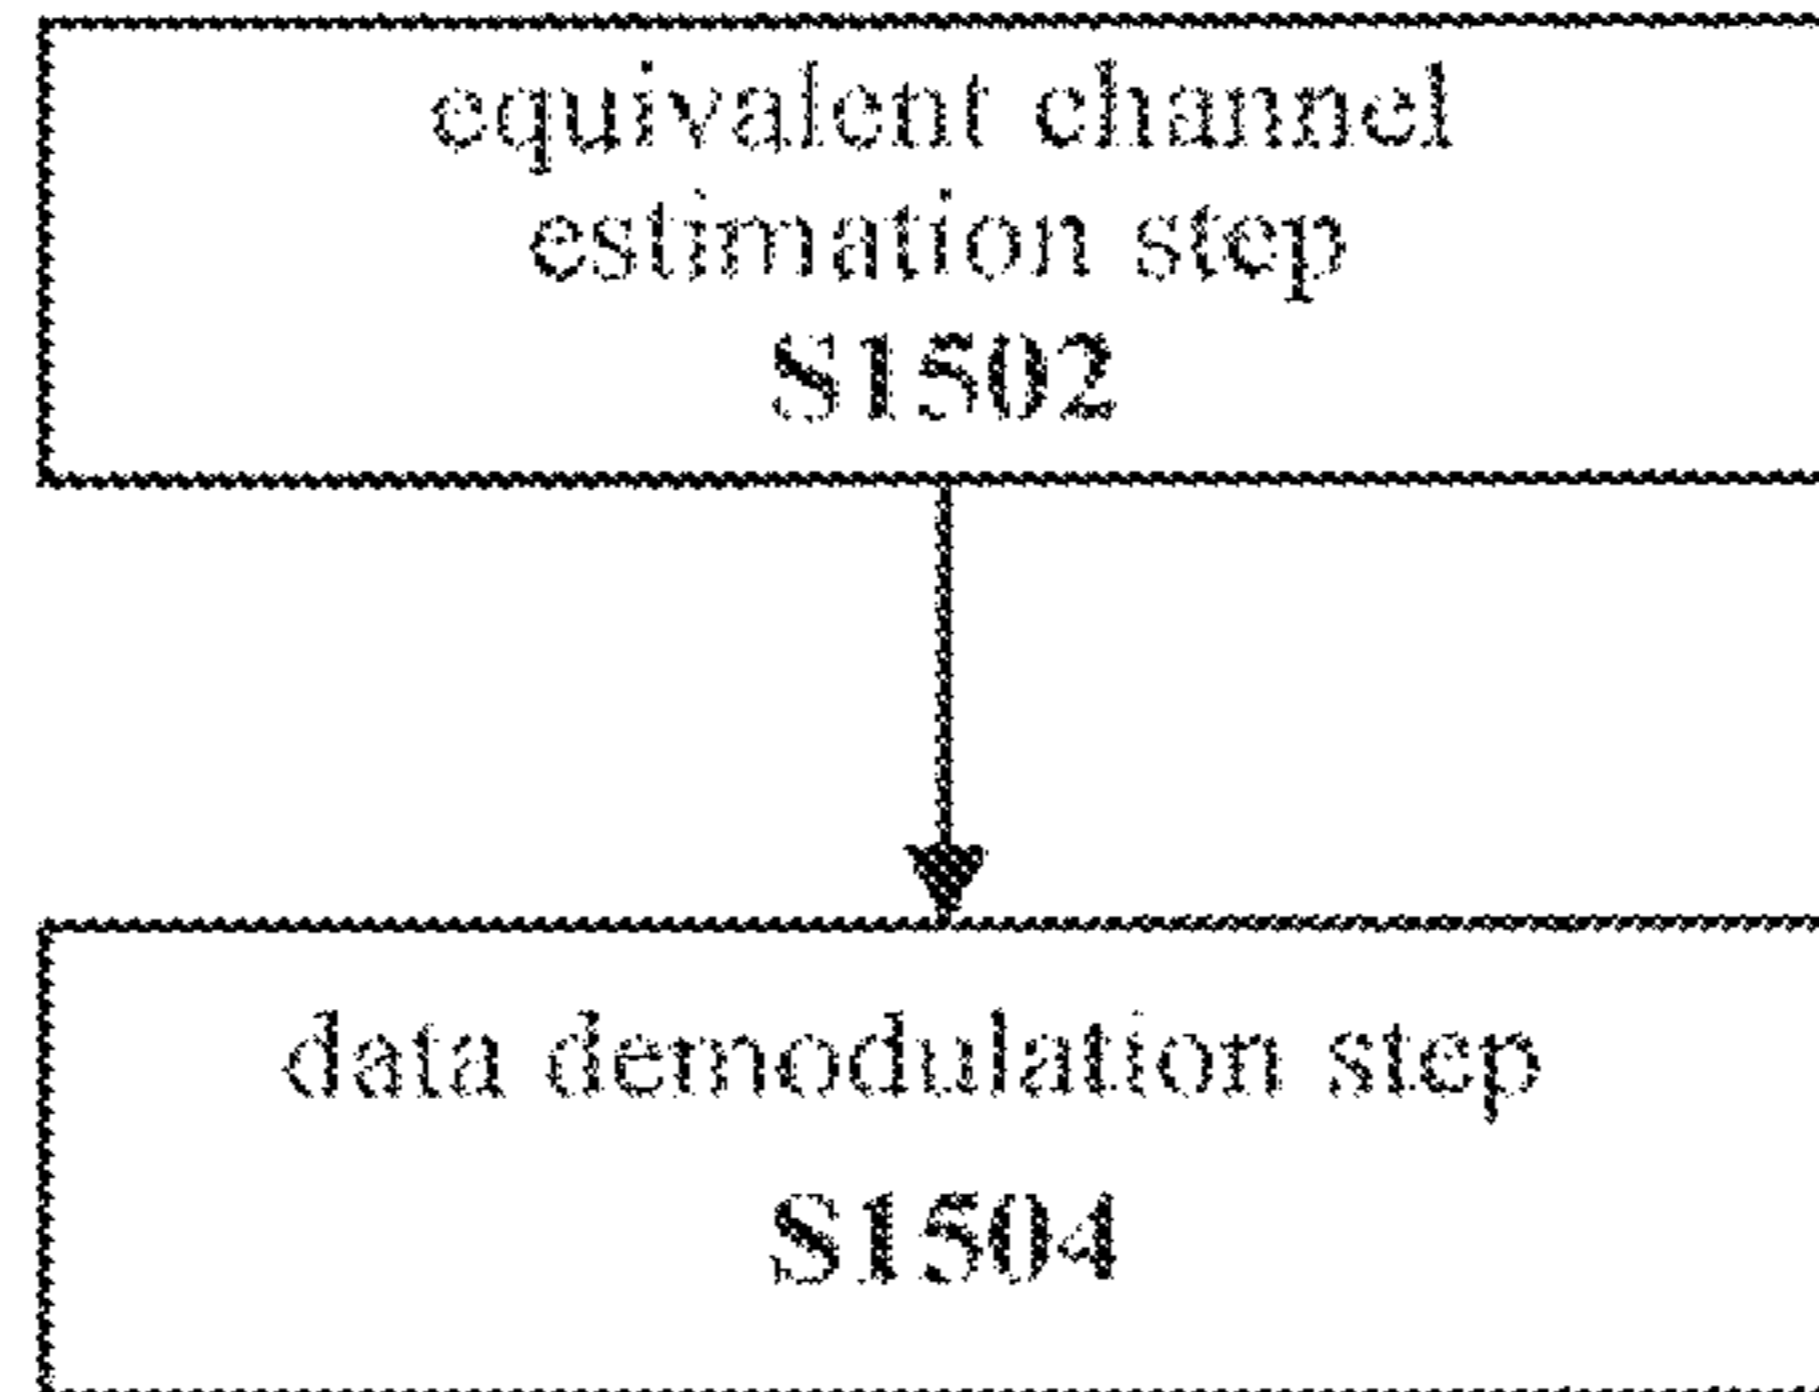 equivalent channel
estimation step
S1502
data demodulation step
S1504